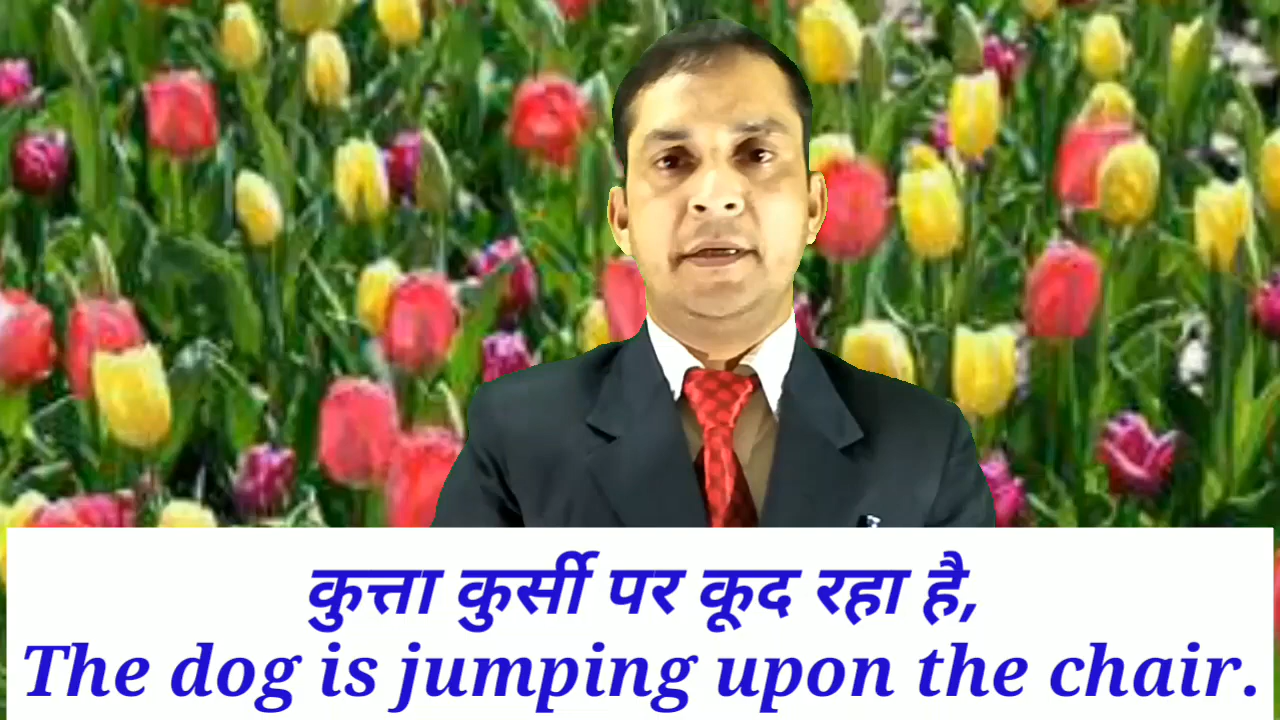 कुत्ता कुर्सी पर कूद रहा है,
The dog is jumping upon the chair.